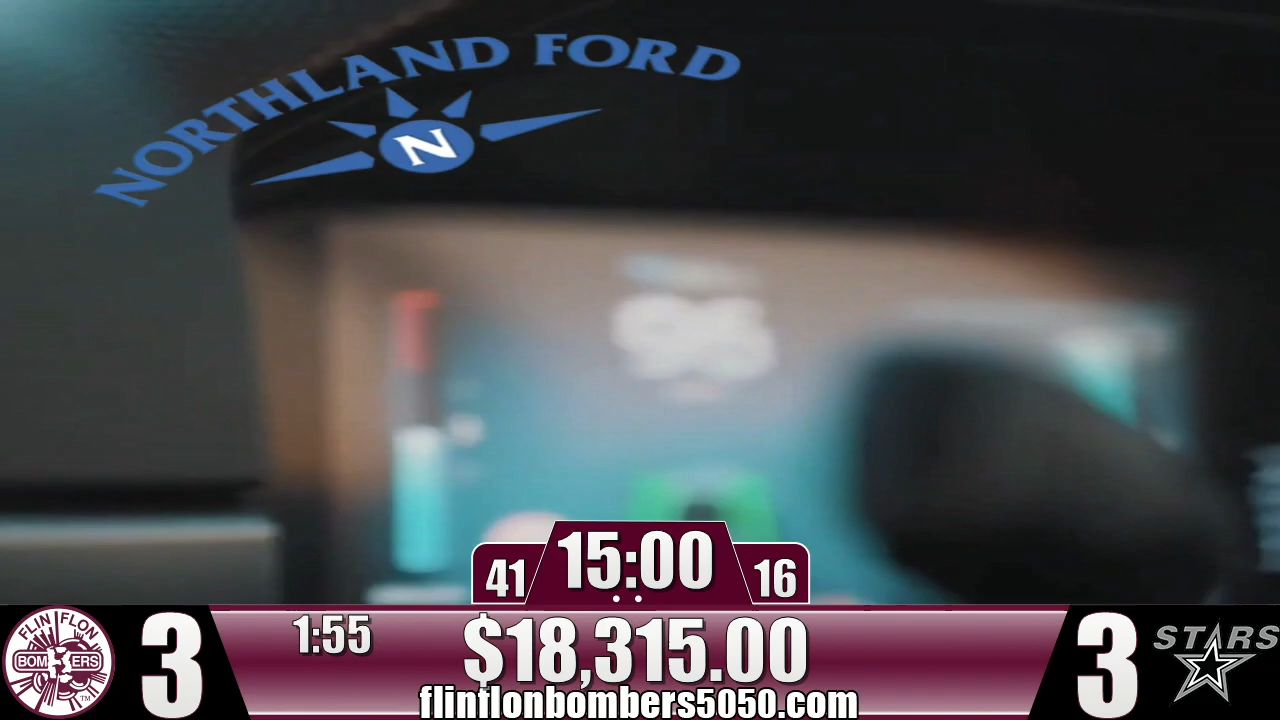 NORTHLAND FORD
N
41 15:00 16
FLIN FLON
BOMBERS
TM
3 1:55 $18,315.00 3 STARS
flinflonbombers5050.com